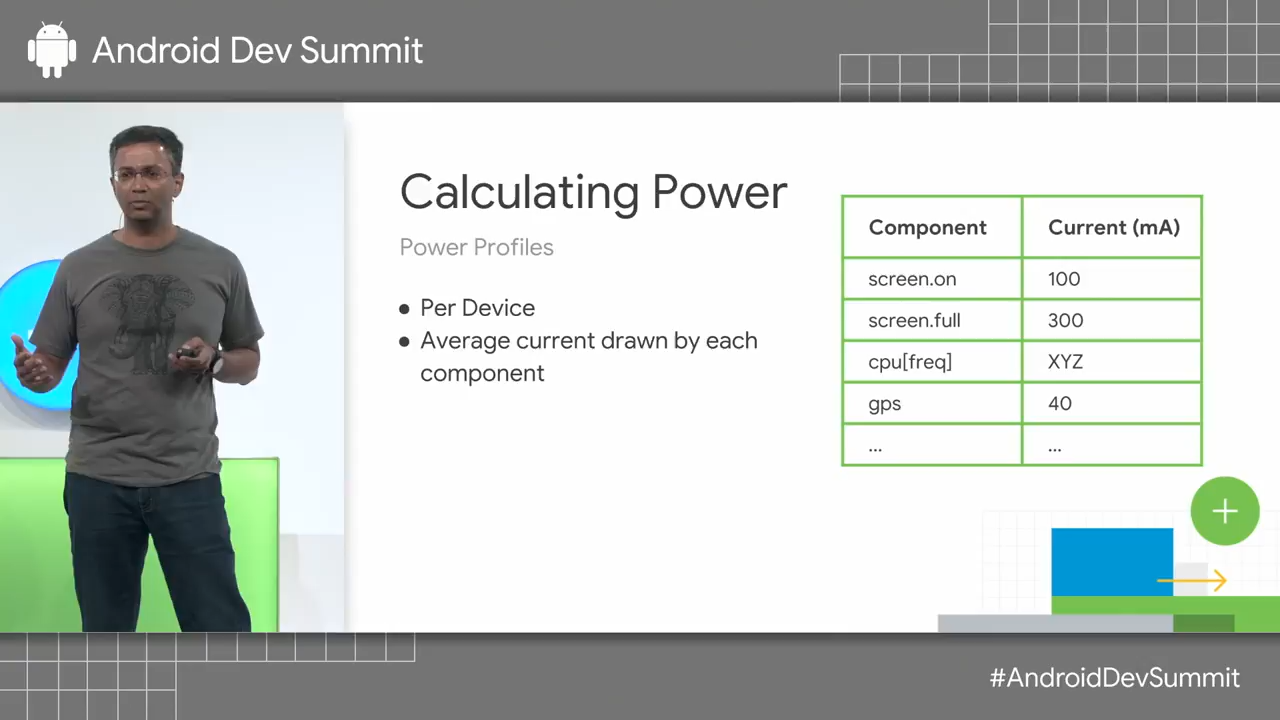 Android Dev Summit
Calculating Power
Power Profiles
● Per Device
● Average current drawn by each
component
Component Current (mA)
screen.on 100
screen.full 300
cpu[freq] XYZ
gps 40
... ...
#AndroidDevSummit